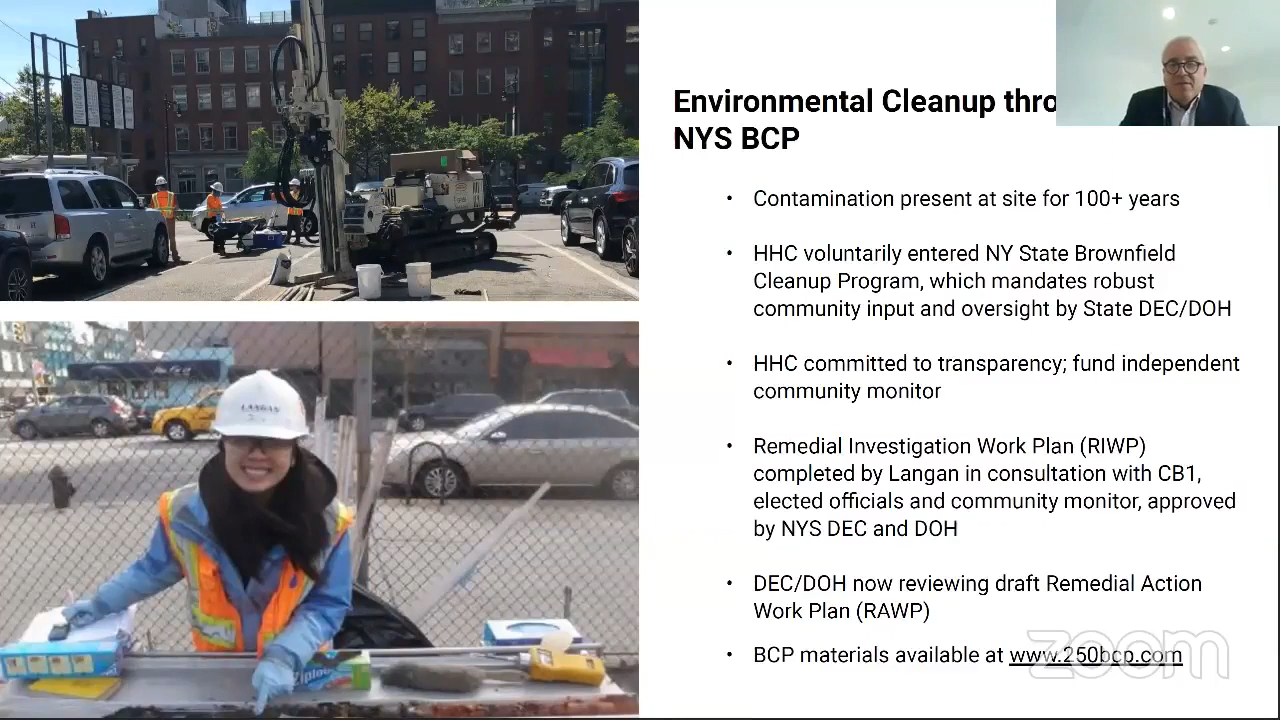 Environmental Cleanup thro
NYS BCP
• Contamination present at site for 100+ years
• HHC voluntarily entered NY State Brownfield
Cleanup Program, which mandates robust
community input and oversight by State DEC/DOH
• HHC committed to transparency; fund independent
community monitor
• Remedial Investigation Work Plan (RIWP)
completed by Langan in consultation with CB1,
elected officials and community monitor, approved
by NYS DEC and DOH
• DEC/DOH now reviewing draft Remedial Action
Work Plan (RAWP)
• BCP materials available at www.250bcp.com
zoom
LANGAN
Ziploc